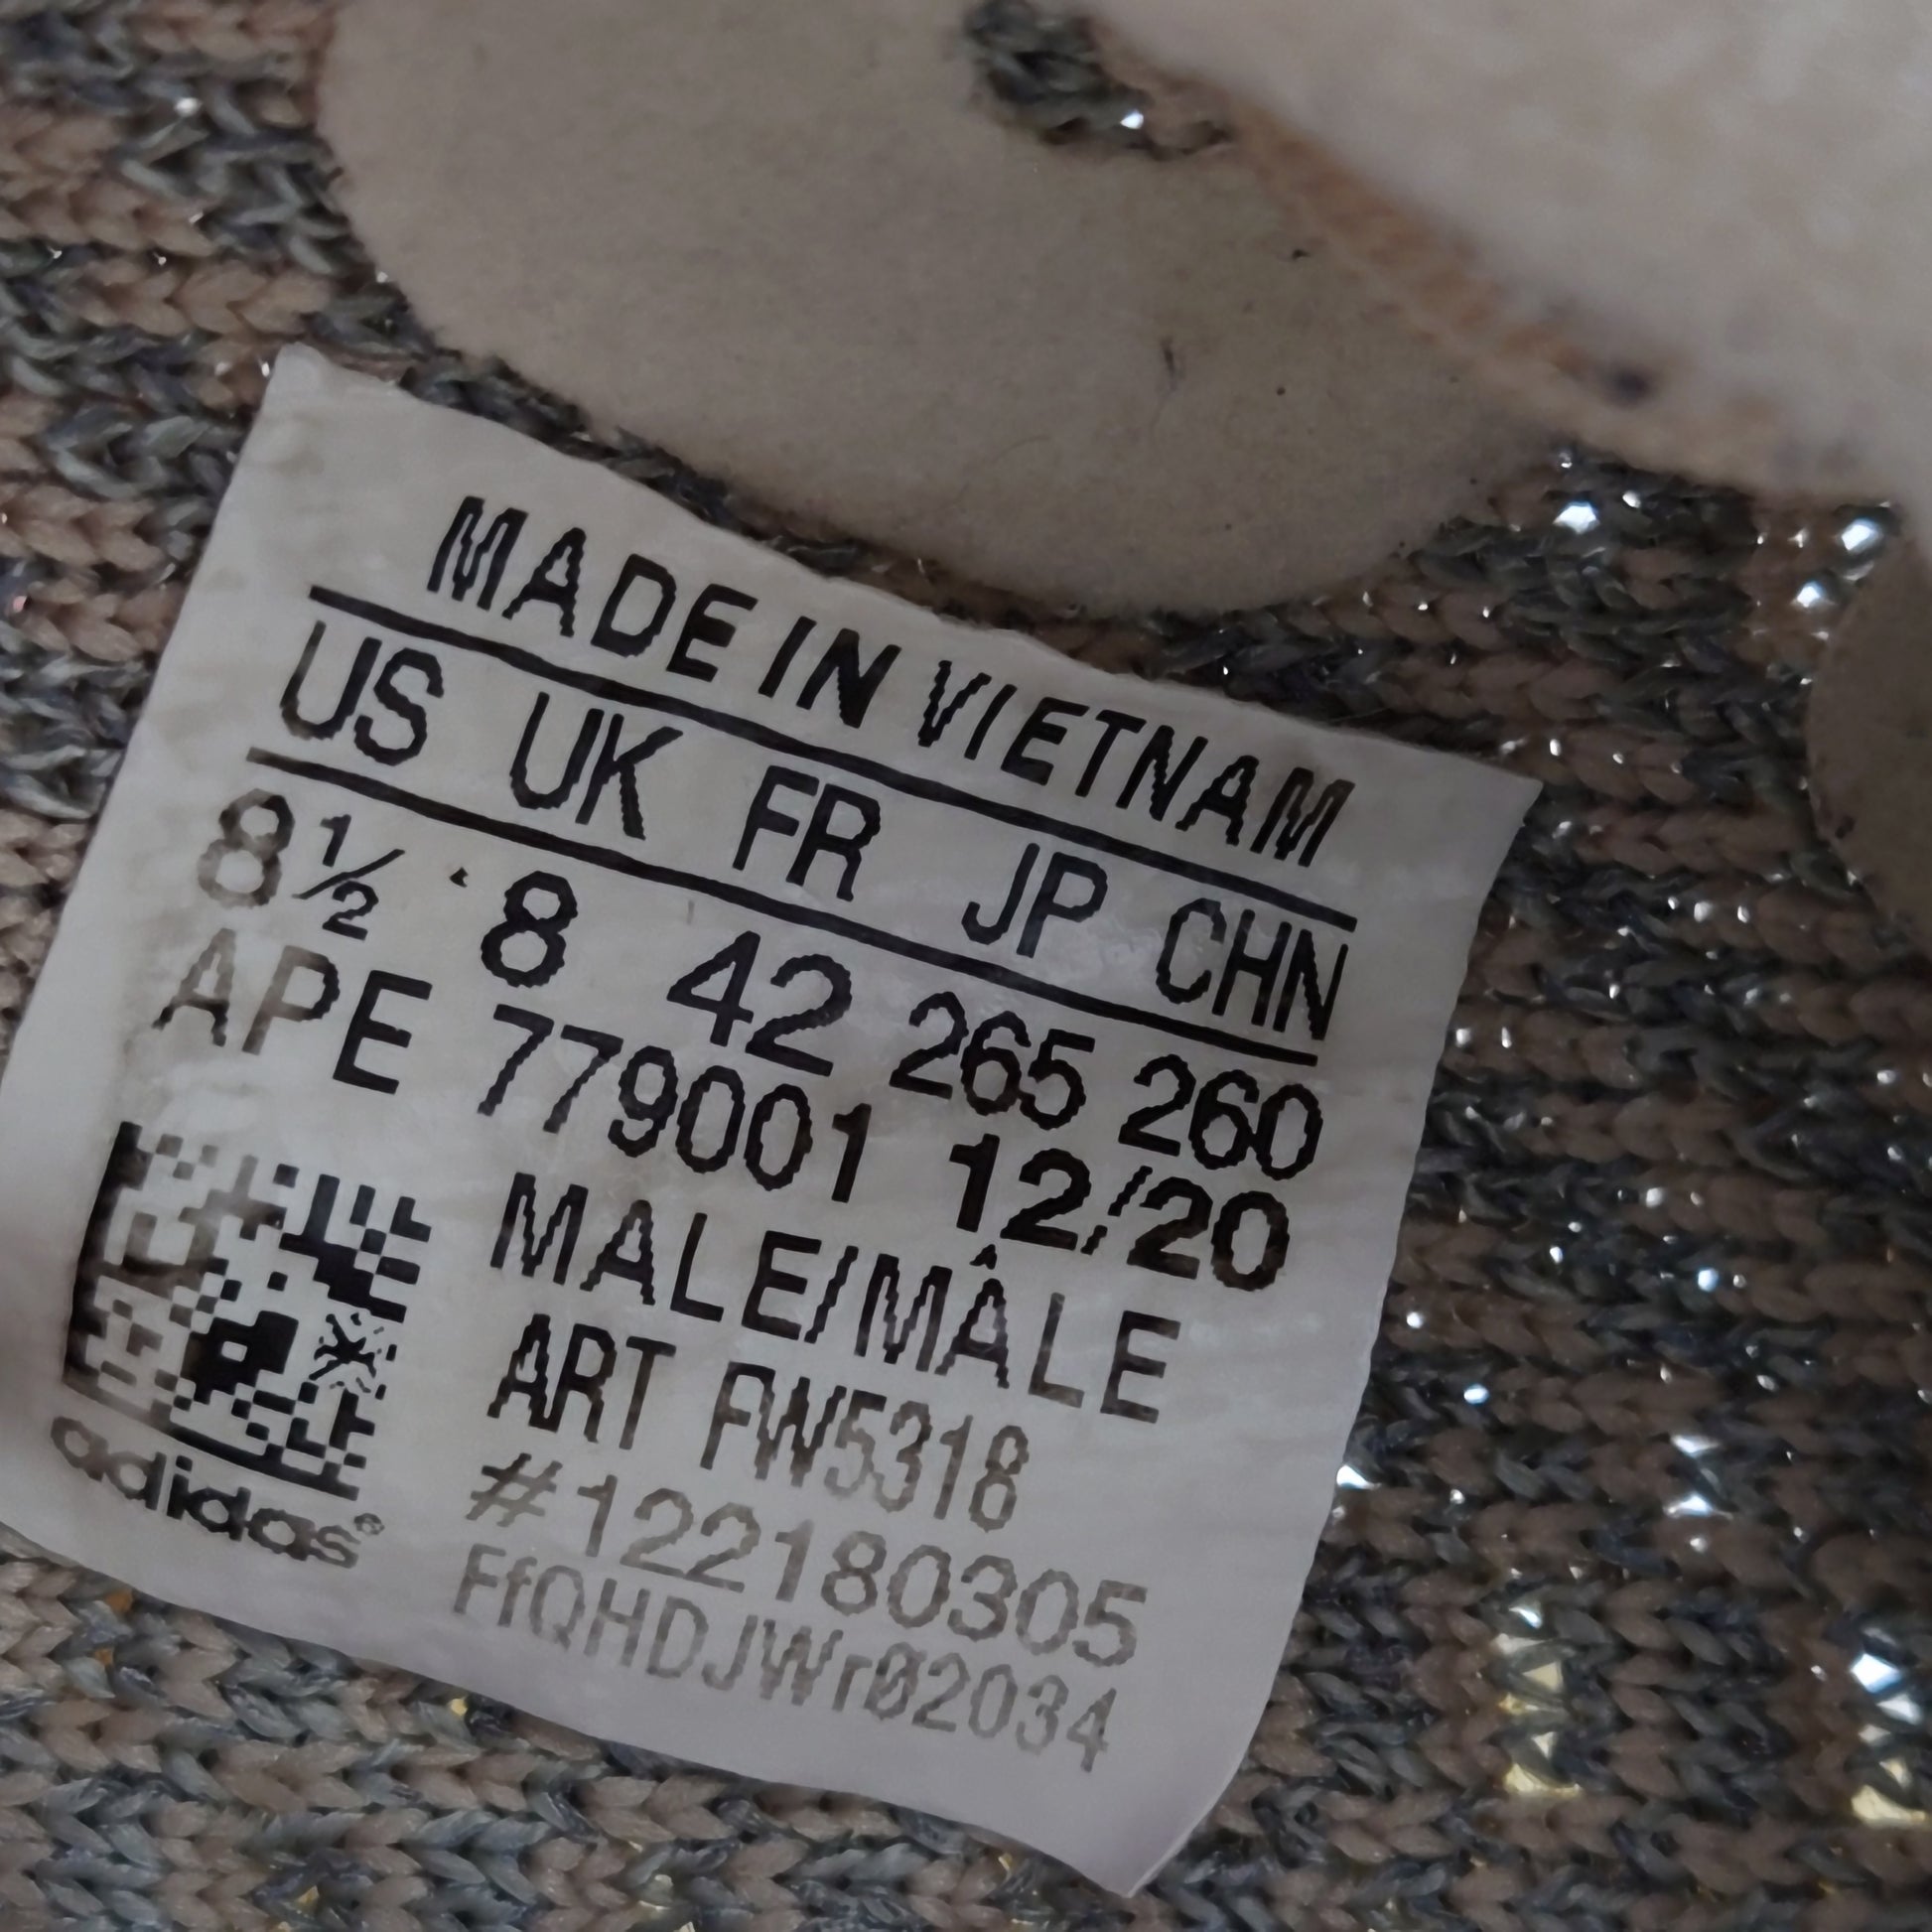 MADE IN VIETNAM
US UK FR JP CHN
8½ 8 42 265 260
APE 779001 12/20
MALE/MÂLE
ART FW5318
#122180305
FfQHDJWrØ2034
adidas®